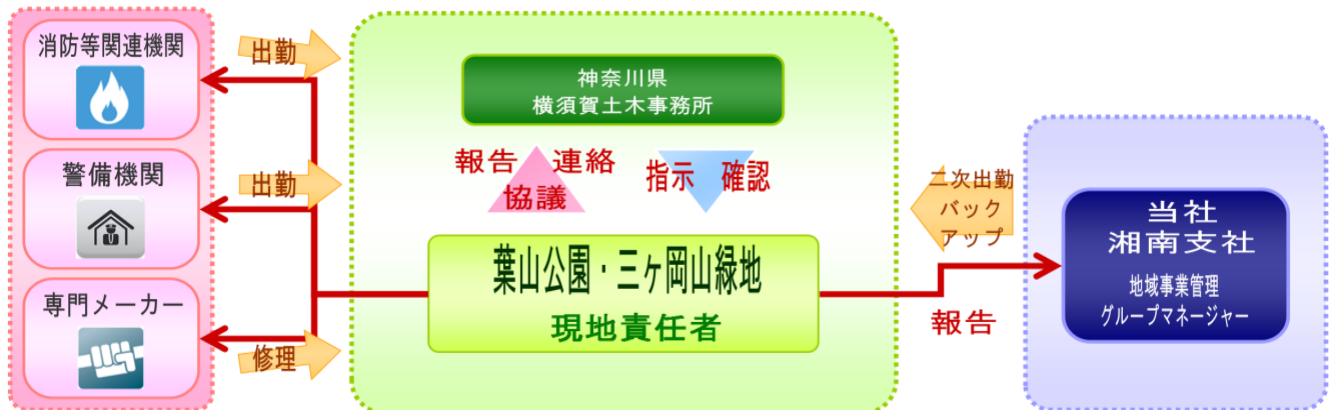 消防等関連機関
出勤
警備機関
出勤
専門メーカー
修理
神奈川県
横須賀土木事務所
報告 連絡
協議
指示 確認
葉山公園・三ヶ岡山緑地
現地責任者
二次出勤
バック
アップ
報告
当社
湘南支社
地域事業管理
グループマネージャー